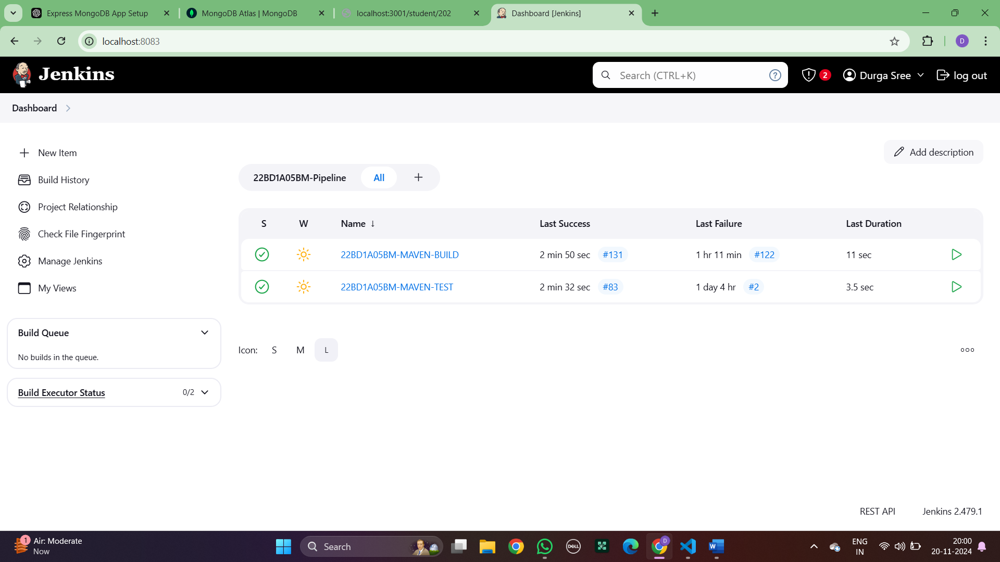 Express MongoDB App Setup
MongoDB Atlas | MongoDB
localhost:3001/student/202
Dashboard [Jenkins]
localhost:8083
D
Jenkins
Search (CTRL+K)
?
2
Durga Sree
log out
Dashboard
New Item
Build History
Project Relationship
Check File Fingerprint
Manage Jenkins
My Views
Build Queue
No builds in the queue.
Build Executor Status 0/2
Add description
22BD1A05BM-Pipeline All +
S W Name ↓ Last Success Last Failure Last Duration
22BD1A05BM-MAVEN-BUILD 2 min 50 sec #131 1 hr 11 min #122 11 sec
22BD1A05BM-MAVEN-TEST 2 min 32 sec #83 1 day 4 hr #2 3.5 sec
Icon: S M L
REST API Jenkins 2.479.1
1
Air: Moderate
Now
Search
DELL
D
W
ENG
IN
20:00
20-11-2024